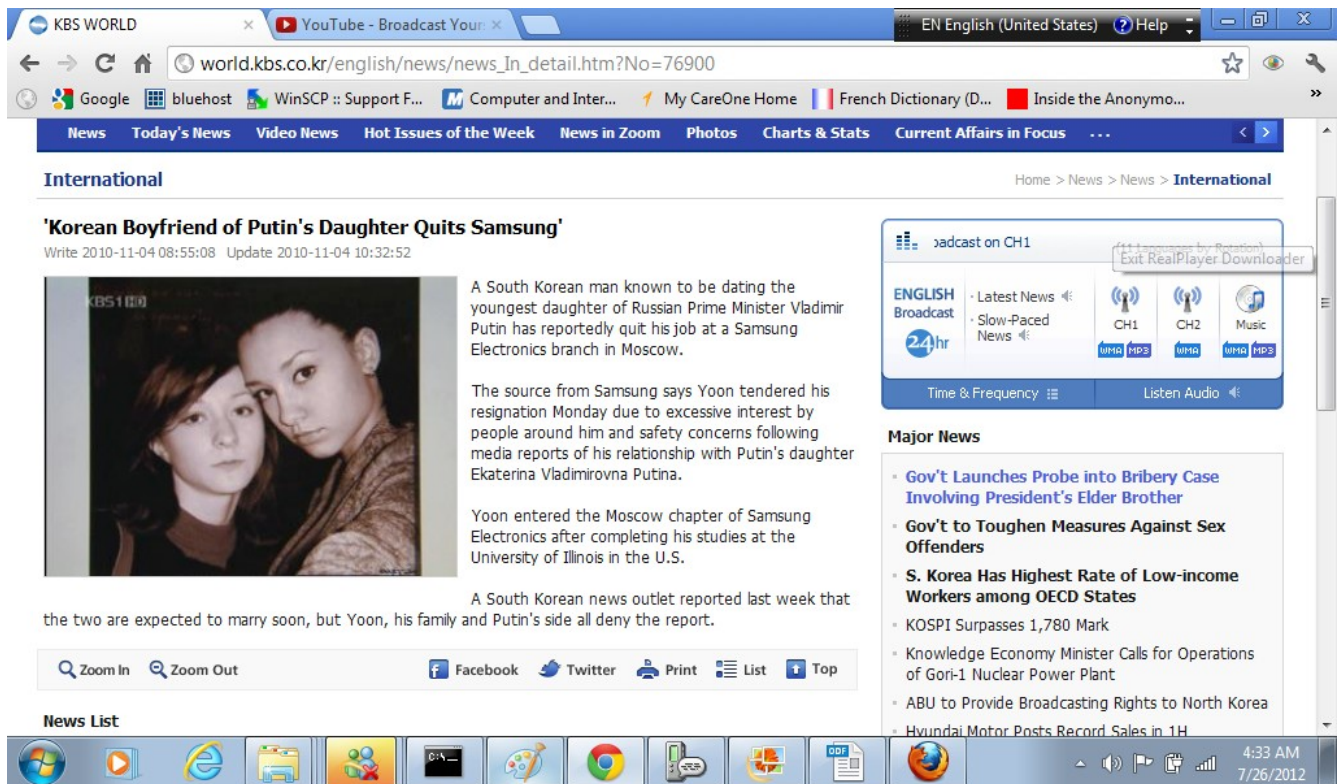 KBS WORLD
YouTube - Broadcast Your
EN English (United States) Help
world.kbs.co.kr/english/news/news_In_detail.htm?No=76900
Google bluehost WinSCP :: Support F... Computer and Inter... My CareOne Home French Dictionary (D... Inside the Anonymo... »
News Today's News Video News Hot Issues of the Week News in Zoom Photos Charts & Stats Current Affairs in Focus ...
International
Home > News > News > International
'Korean Boyfriend of Putin's Daughter Quits Samsung'
Write 2010-11-04 08:55:08 Update 2010-11-04 10:32:52
KBS1 HD
A South Korean man known to be dating the
youngest daughter of Russian Prime Minister Vladimir
Putin has reportedly quit his job at a Samsung
Electronics branch in Moscow.
The source from Samsung says Yoon tendered his
resignation Monday due to excessive interest by
people around him and safety concerns following
media reports of his relationship with Putin's daughter
Ekaterina Vladimirovna Putina.
Yoon entered the Moscow chapter of Samsung
Electronics after completing his studies at the
University of Illinois in the U.S.
A South Korean news outlet reported last week that
the two are expected to marry soon, but Yoon, his family and Putin's side all deny the report.
Zoom In Zoom Out Facebook Twitter Print List Top
News List
adcast on CH1
(11 Languages by Rotation)
Exit RealPlayer Downloader
ENGLISH
Broadcast
24hr
· Latest News
· Slow-Paced
News
CH1 CH2 Music
WMA MP3 WMA WMA MP3
Time & Frequency Listen Audio
Major News
Gov't Launches Probe into Bribery Case
Involving President's Elder Brother
Gov't to Toughen Measures Against Sex
Offenders
S. Korea Has Highest Rate of Low-income
Workers among OECD States
KOSPI Surpasses 1,780 Mark
Knowledge Economy Minister Calls for Operations
of Gori-1 Nuclear Power Plant
ABU to Provide Broadcasting Rights to North Korea
Hyundai Motor Posts Record Sales in 1H
C:\_
ODF
4:33 AM
7/26/2012